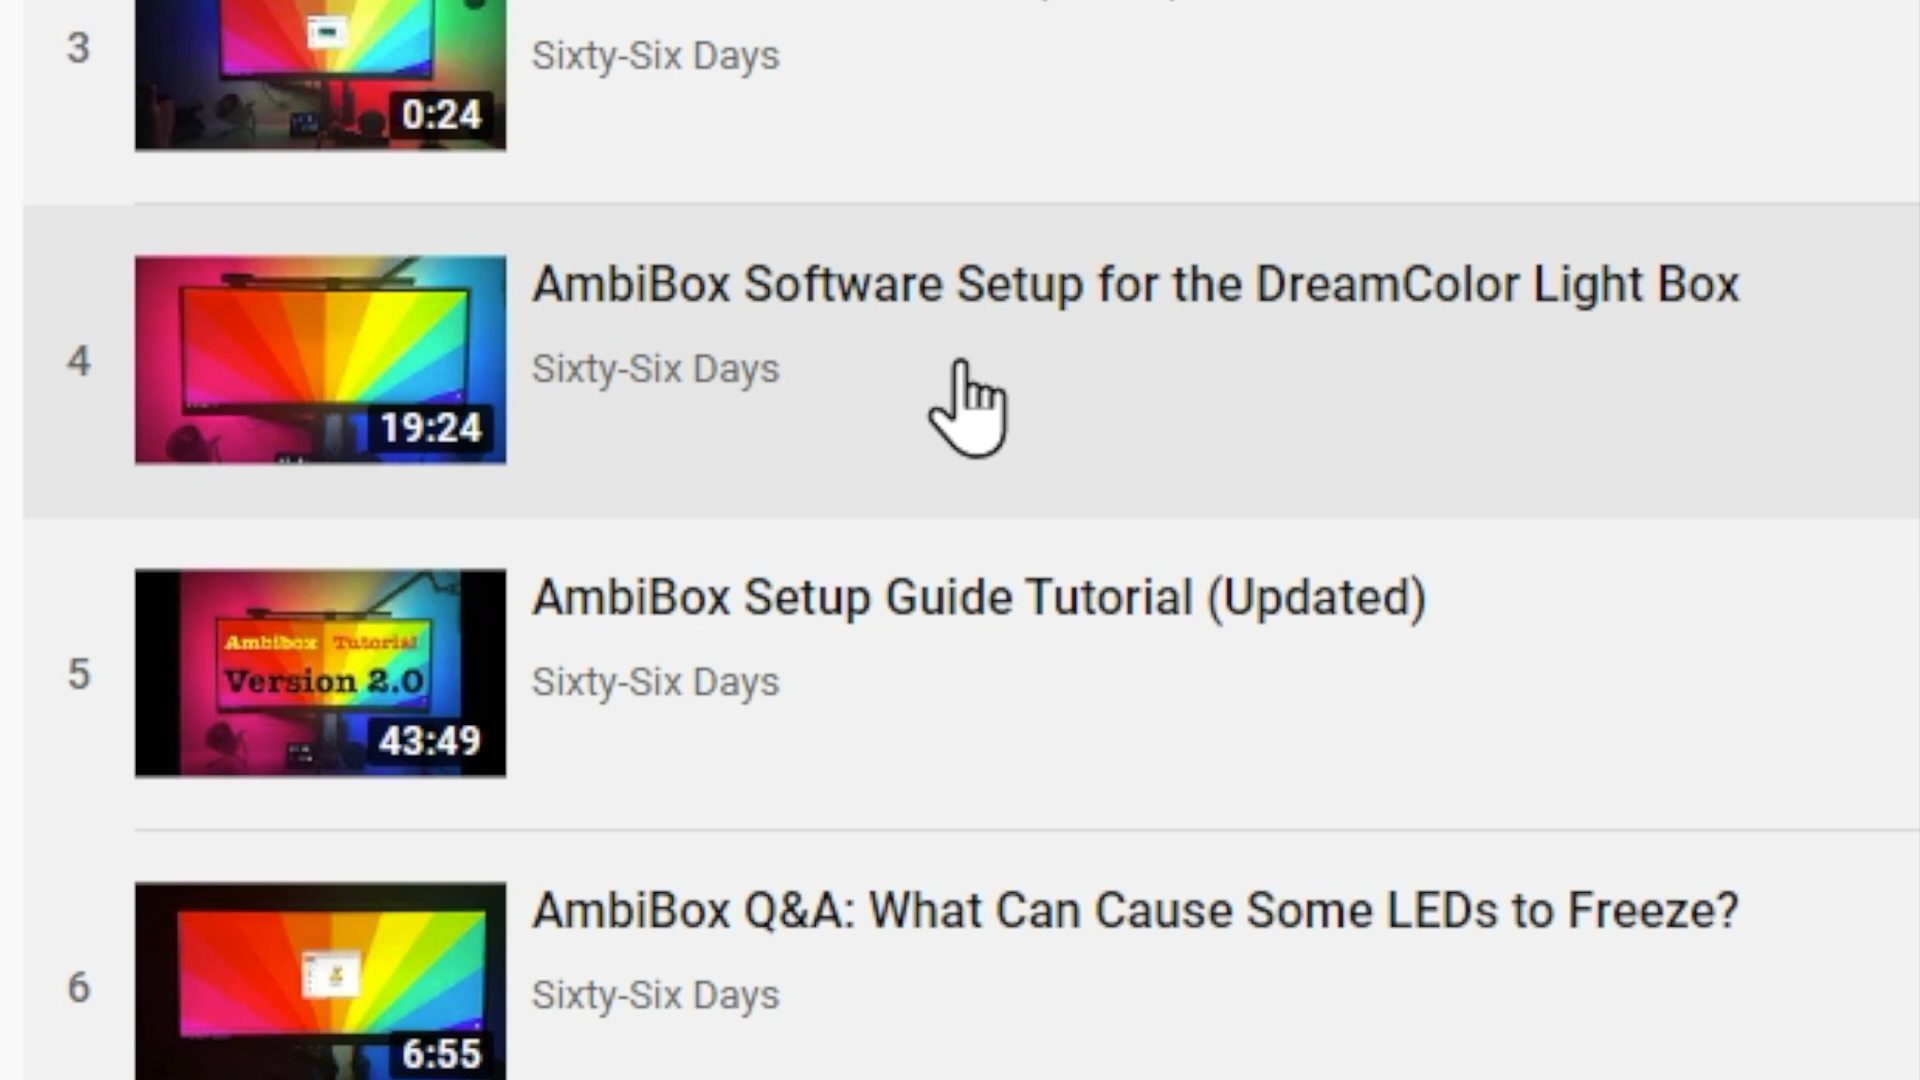 3
Sixty-Six Days
0:24
AmbiBox Software Setup for the DreamColor Light Box
4
Sixty-Six Days
19:24
AmbiBox Setup Guide Tutorial (Updated)
Ambibox Tutorial
Version 2.0
5
Sixty-Six Days
43:49
AmbiBox Q&A: What Can Cause Some LEDs to Freeze?
6
Sixty-Six Days
6:55